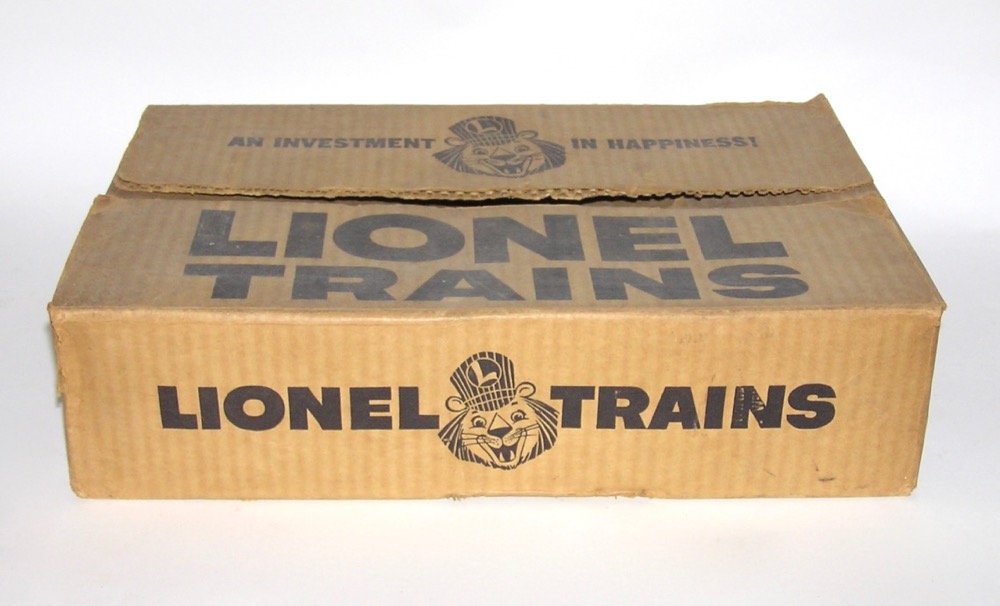 AN INVESTMENT L IN HAPPINESS!
LIONEL
TRAINS
LIONEL L TRAINS